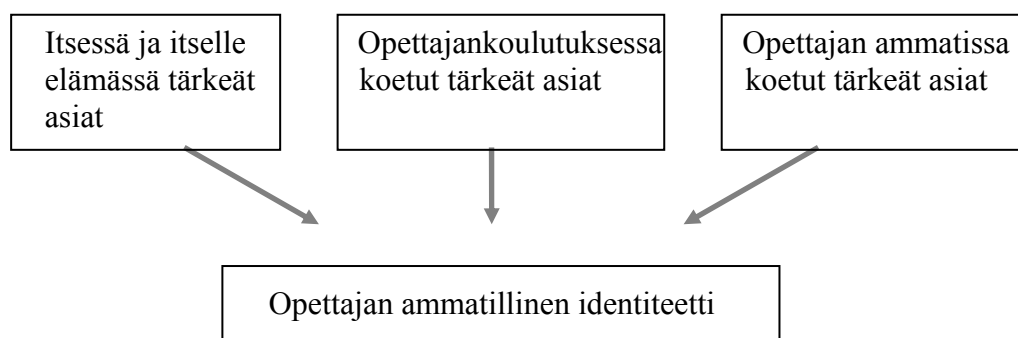 Itsessä ja itselle
elämässä tärkeät
asiat
Opettajankoulutuksessa
koetut tärkeät asiat
Opettajan ammatissa
koetut tärkeät asiat
Opettajan ammatillinen identiteetti